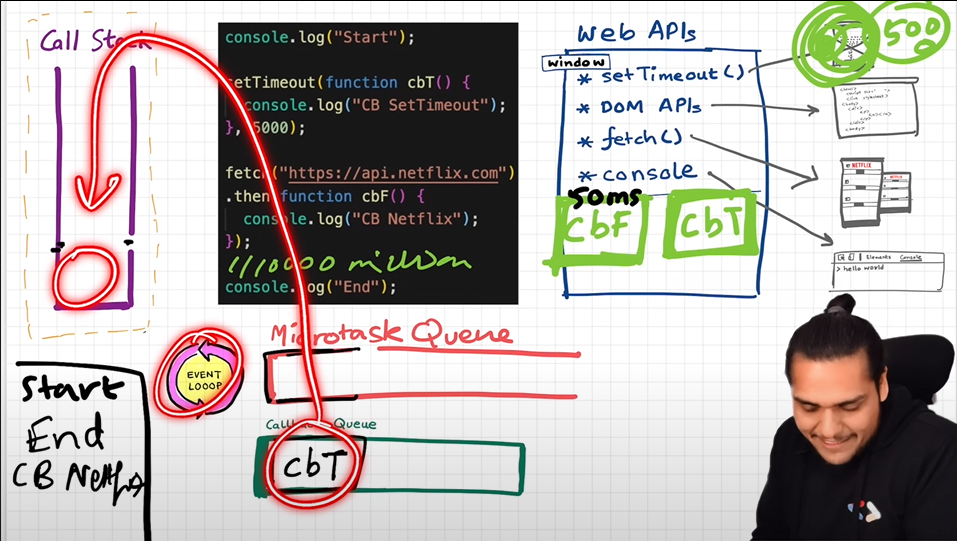 Call Stack
console.log("Start");
setTimeout(function cbT() {
console.log("CB SetTimeout");
}, 5000);
fetch("https://api.netflix.com")
.then(function cbF() {
console.log("CB Netflix");
});
10000 million
console.log("End");
Web APIs
window
* setTimeout()
* DOM APIs
* fetch()
* console
50ms
cbF
cbT
500
NETFLIX
NETFLIX
Elements Console
> hello world
Microtask Queue
EVENT
LOOOP
Queue
cbT
Start
End
CB